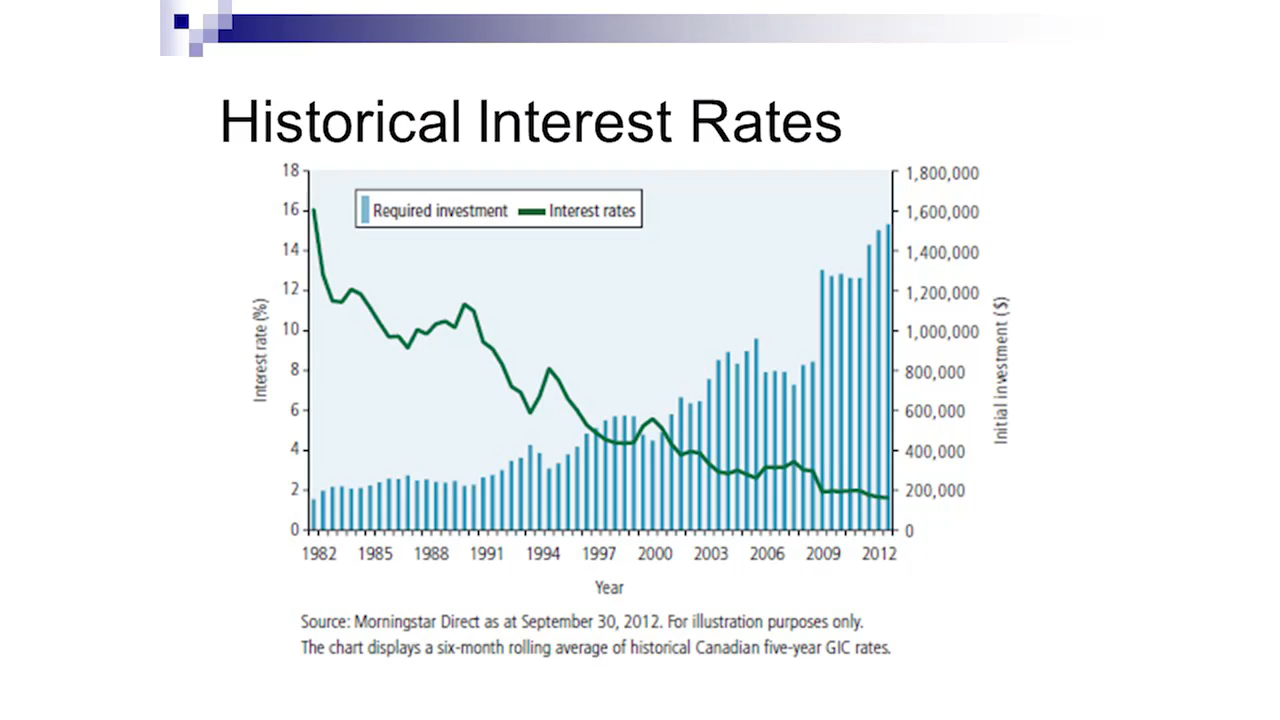 Historical Interest Rates
18
16
14
12
10
8
6
4
2
0
Interest rate (%)
Required investment
Interest rates
1,800,000
1,600,000
1,400,000
1,200,000
1,000,000
800,000
600,000
400,000
200,000
0
Initial investment ($)
1982 1985 1988 1991 1994 1997 2000 2003 2006 2009 2012
Year
Source: Morningstar Direct as at September 30, 2012. For illustration purposes only.
The chart displays a six-month rolling average of historical Canadian five-year GIC rates.